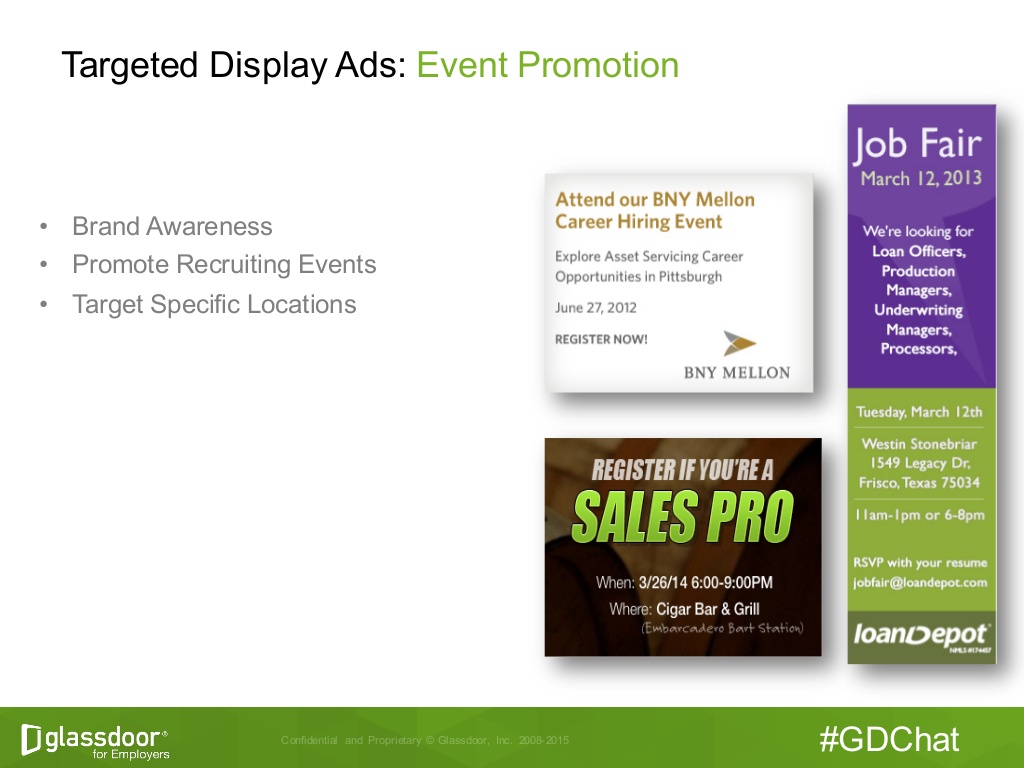 Targeted Display Ads: Event Promotion
• Brand Awareness
• Promote Recruiting Events
• Target Specific Locations
Attend our BNY Mellon
Career Hiring Event
Explore Asset Servicing Career
Opportunities in Pittsburgh
June 27, 2012
REGISTER NOW!
BNY MELLON
REGISTER IF YOU'RE A
SALES PRO
When: 3/26/14 6:00-9:00PM
Where: Cigar Bar & Grill
(Embarcadero Bart Station)
Job Fair
March 12, 2013
We're looking for
Loan Officers,
Production
Managers,
Underwriting
Managers,
Processors,
Tuesday, March 12th
Westin Stonebriar
1549 Legacy Dr,
Frisco, Texas 75034
11am-1pm or 6-8pm
RSVP with your resume
jobfair@loandepot.com
loanDepot
NMLS #174457
glassdoor®
for Employers
Confidential and Proprietary © Glassdoor, Inc. 2008-2015
#GDChat